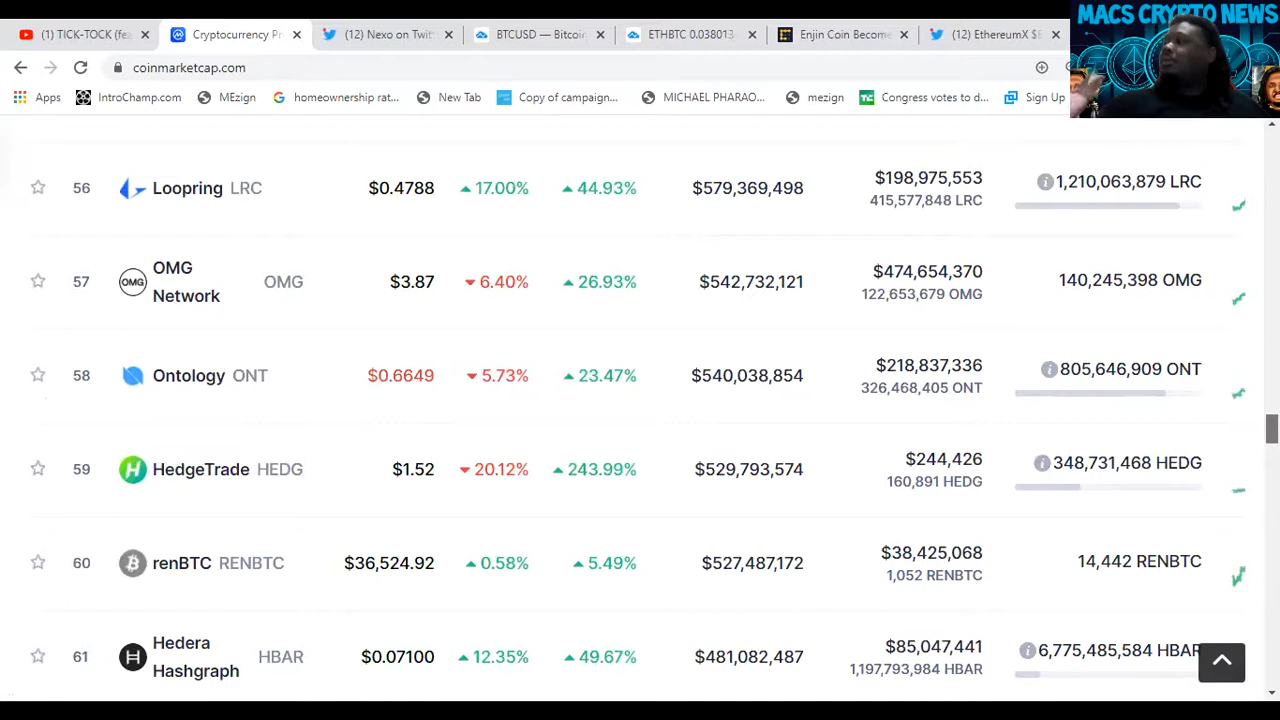 (1) TICK-TOCK (fea
Cryptocurrency Pr
(12) Nexo on Twit
BTCUSD — Bitcoin
ETHBTC 0.038013
Enjin Coin Become
(12) EthereumX $E
MACS CRYPTO NEWS
coinmarketcap.com
Apps
IntroChamp.com
MEzign
homeownership rat...
New Tab
Copy of campaign...
MICHAEL PHARAO...
mezign
Congress votes to d...
Sign Up
56 Loopring LRC $0.4788 17.00% 44.93% $579,369,498 $198,975,553 1,210,063,879 LRC
415,577,848 LRC
57 OMG Network OMG $3.87 6.40% 26.93% $542,732,121 $474,654,370 140,245,398 OMG
122,653,679 OMG
58 Ontology ONT $0.6649 5.73% 23.47% $540,038,854 $218,837,336 805,646,909 ONT
326,468,405 ONT
59 HedgeTrade HEDG $1.52 20.12% 243.99% $529,793,574 $244,426 348,731,468 HEDG
160,891 HEDG
60 renBTC RENBTC $36,524.92 0.58% 5.49% $527,487,172 $38,425,068 14,442 RENBTC
1,052 RENBTC
61 Hedera Hashgraph HBAR $0.07100 12.35% 49.67% $481,082,487 $85,047,441 6,775,485,584 HBAR
1,197,793,984 HBAR